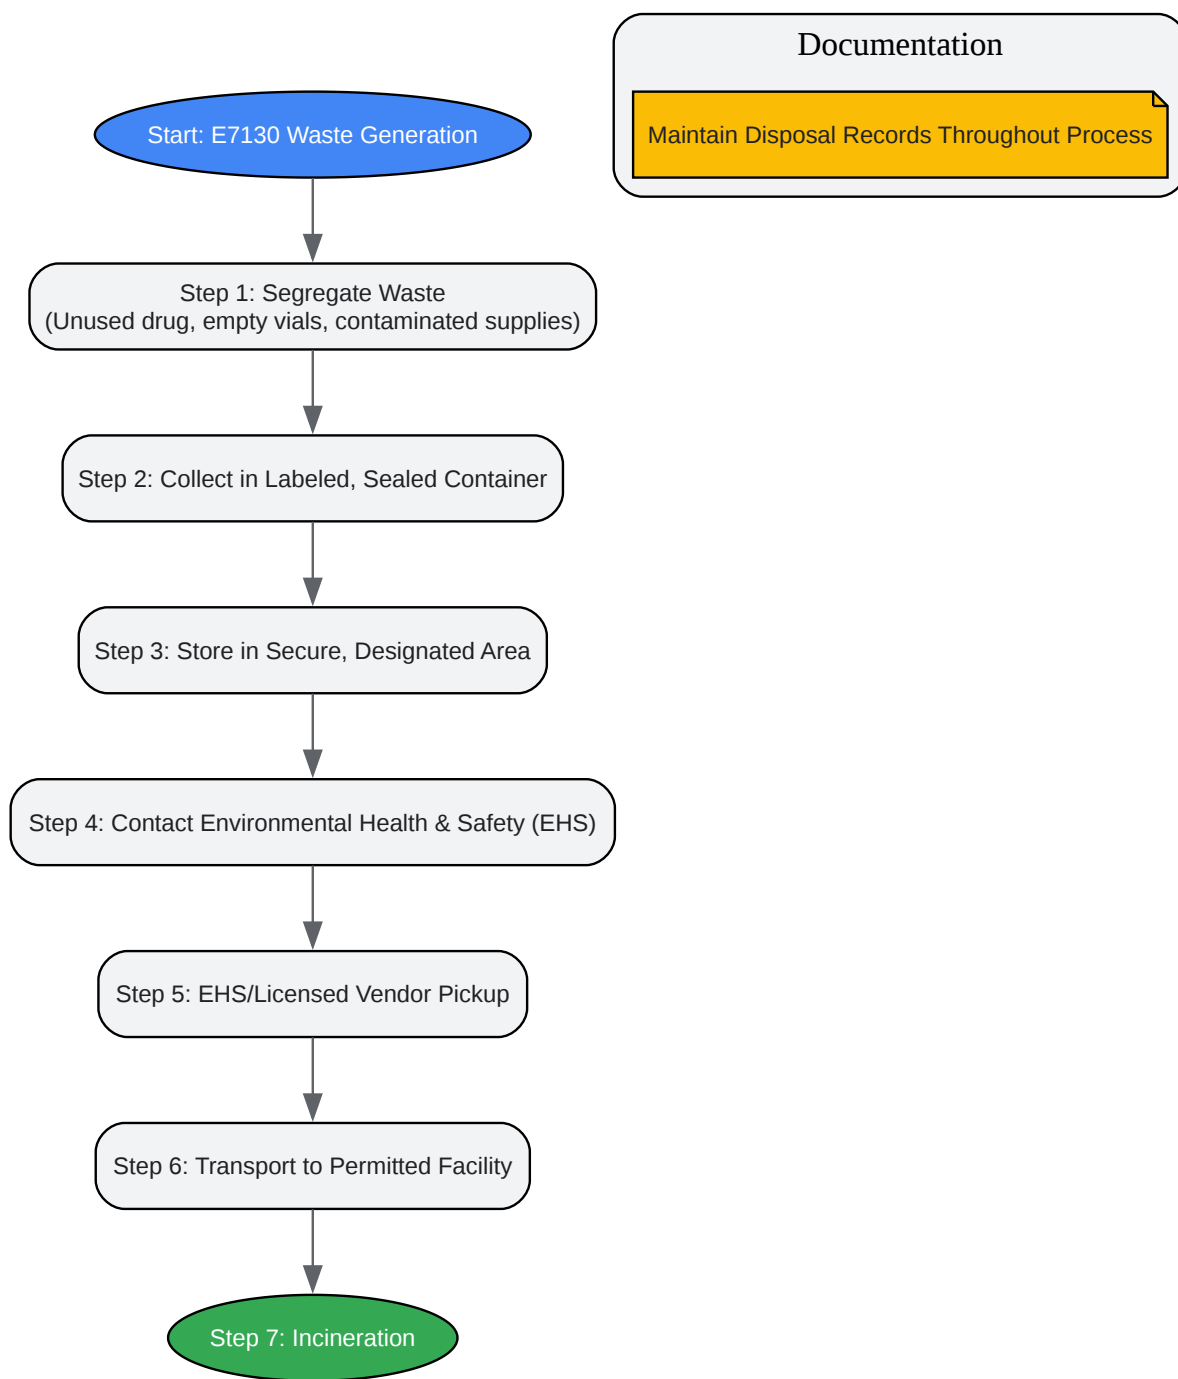 Documentation
Maintain Disposal Records Throughout Process
Start: E7130 Waste Generation
Step 1: Segregate Waste
(Unused drug, empty vials, contaminated supplies)
Step 2: Collect in Labeled, Sealed Container
Step 3: Store in Secure, Designated Area
Step 4: Contact Environmental Health & Safety (EHS)
Step 5: EHS/Licensed Vendor Pickup
Step 6: Transport to Permitted Facility
Step 7: Incineration